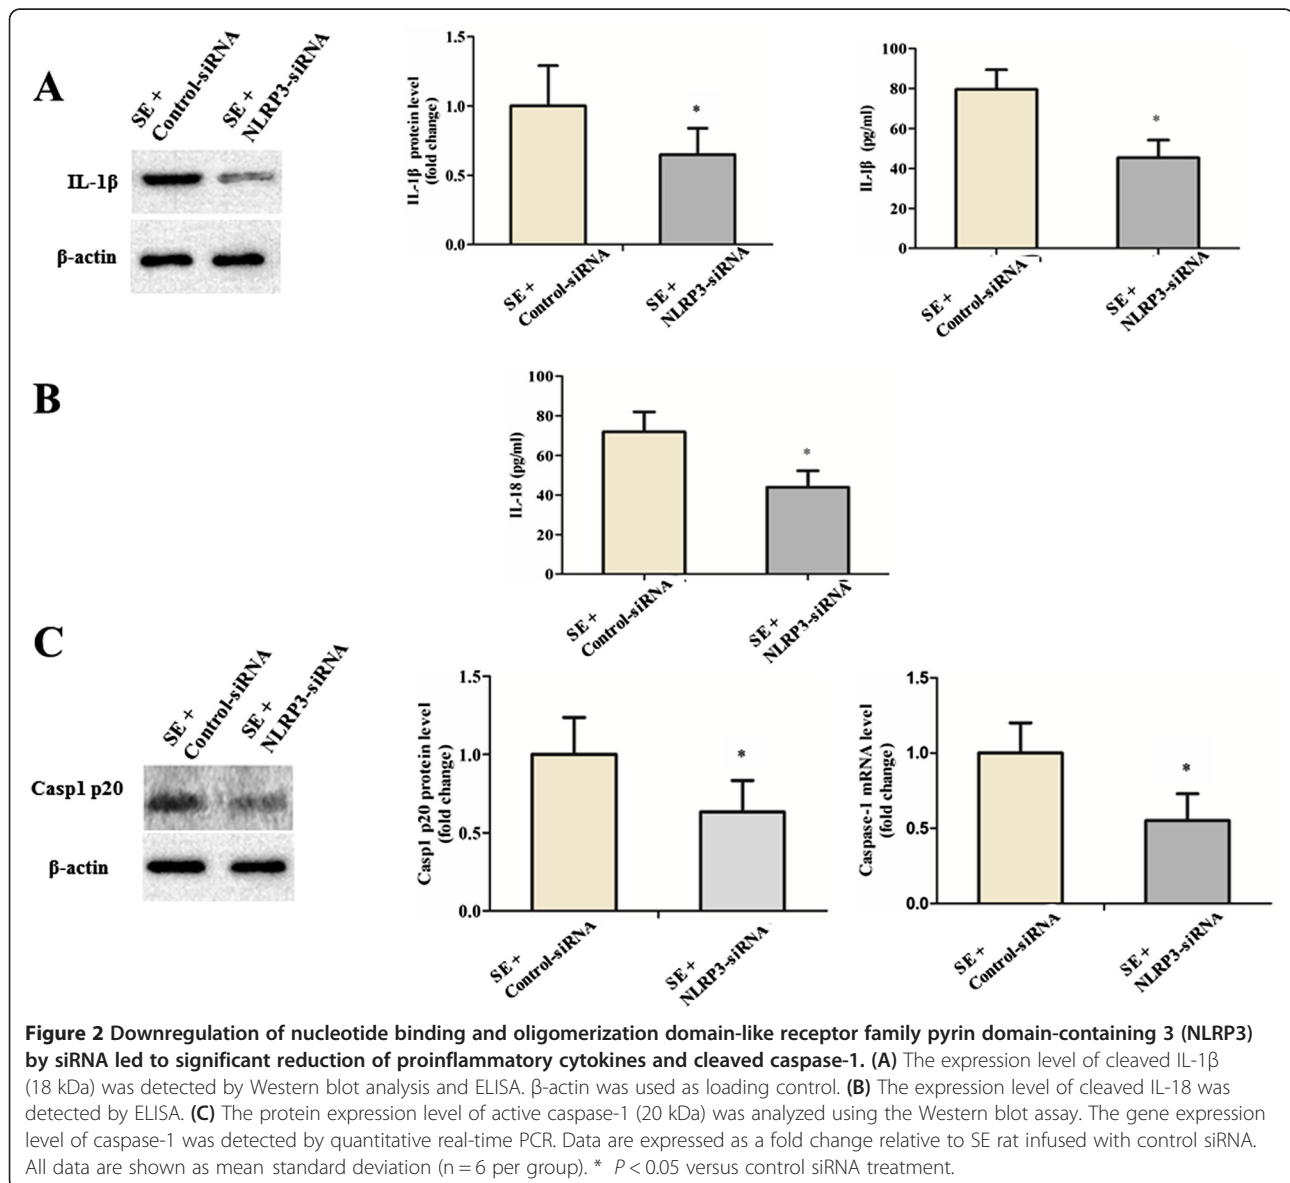 A
SE +
Control-siRNA
SE +
NLRP3-siRNA
IL-1β
β-actin
IL-1β protein level
(fold change)
1.5
1.0
0.5
0.0
*
SE +
Control-siRNA
SE +
NLRP3-siRNA
IL-1β (pg/ml)
100
80
60
40
20
0
*
SE +
Control-siRNA
SE +
NLRP3-siRNA
B
IL-18 (pg/ml)
100
80
60
40
20
0
*
SE +
Control-siRNA
SE +
NLRP3-siRNA
C
SE +
Control-siRNA
SE +
NLRP3-siRNA
Casp1 p20
β-actin
Casp1 p20 protein level
(fold change)
1.5
1.0
0.5
0.0
*
SE +
Control-siRNA
SE +
NLRP3-siRNA
Caspase-1 mRNA level
(fold change)
1.5
1.0
0.5
0.0
*
SE +
Control-siRNA
SE +
NLRP3-siRNA
Figure 2 Downregulation of nucleotide binding and oligomerization domain-like receptor family pyrin domain-containing 3 (NLRP3)
by siRNA led to significant reduction of proinflammatory cytokines and cleaved caspase-1. (A) The expression level of cleaved IL-1β
(18 kDa) was detected by Western blot analysis and ELISA. β-actin was used as loading control. (B) The expression level of cleaved IL-18 was
detected by ELISA. (C) The protein expression level of active caspase-1 (20 kDa) was analyzed using the Western blot assay. The gene expression
level of caspase-1 was detected by quantitative real-time PCR. Data are expressed as a fold change relative to SE rat infused with control siRNA.
All data are shown as mean standard deviation (n = 6 per group). * P < 0.05 versus control siRNA treatment.